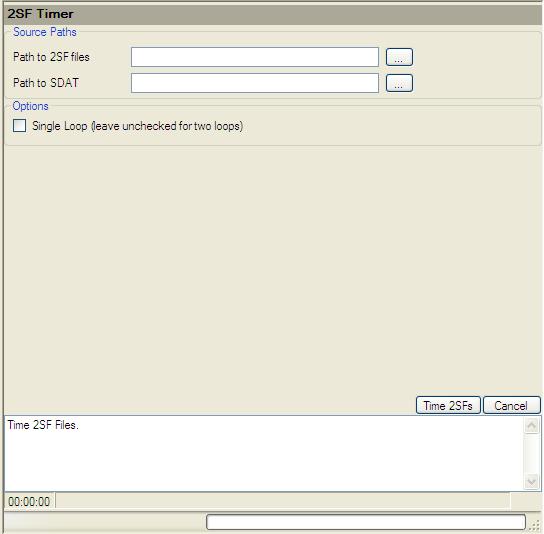 2SF Timer
Source Paths
Path to 2SF files
...
Path to SDAT
...
Options
Single Loop (leave unchecked for two loops)
Time 2SFs Cancel
Time 2SF Files.
00:00:00